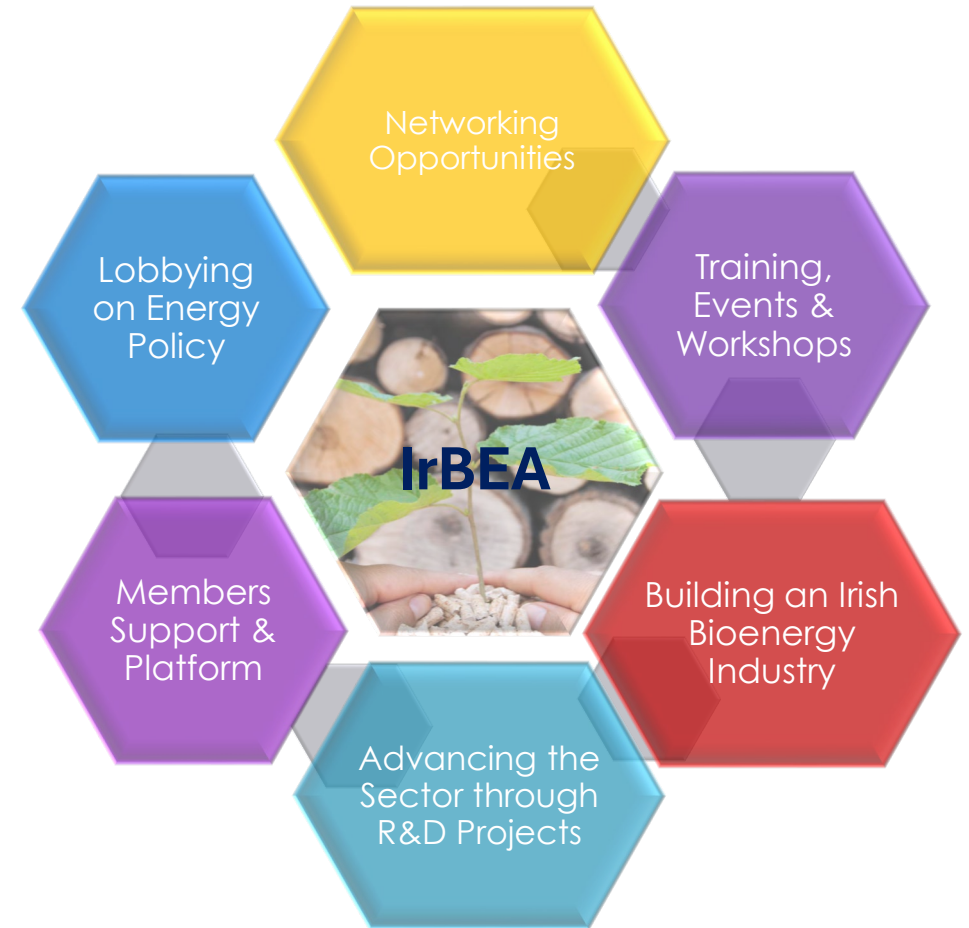 Networking
Opportunities
Training,
Events &
Workshops
Building an Irish
Bioenergy
Industry
Advancing the
Sector through
R&D Projects
Members
Support &
Platform
Lobbying
on Energy
Policy
IrBEA